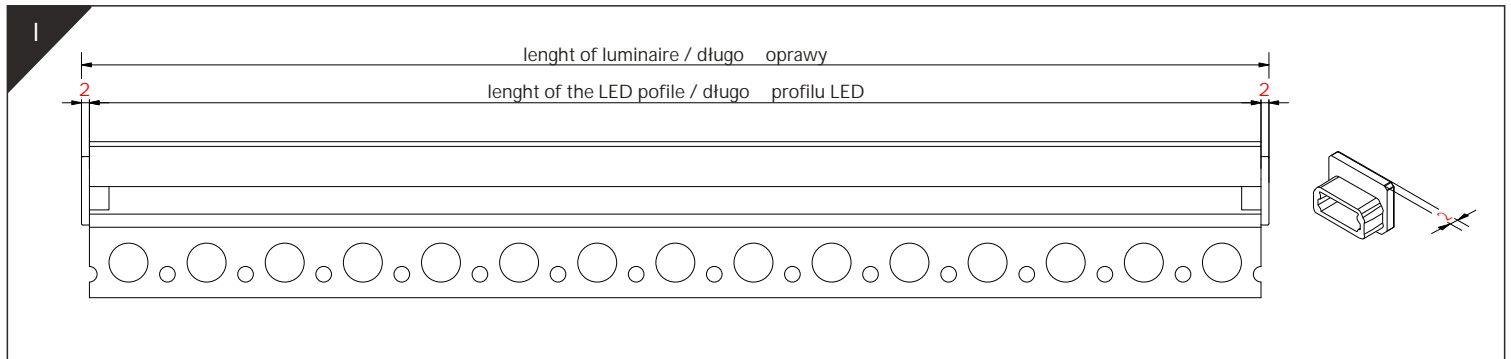 I
lenght of luminaire / długo oprawy
2
lenght of the LED pofile / długo profilu LED
2
2